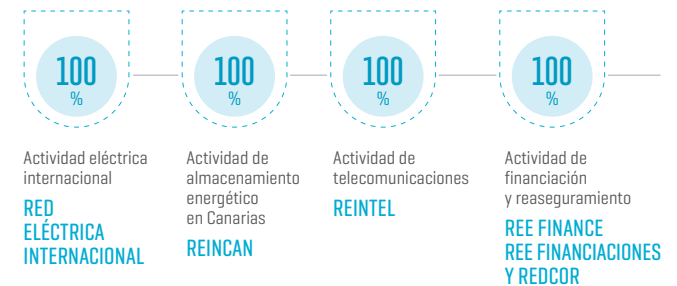 100
%
Actividad eléctrica
internacional
RED
ELÉCTRICA
INTERNACIONAL
100
%
Actividad de
almacenamiento
energético
en Canarias
REINCAN
100
%
Actividad de
telecomunicaciones
REINTEL
100
%
Actividad de
financiación
y reaseguramiento
REE FINANCE
REE FINANCIACIONES
Y REDCOR